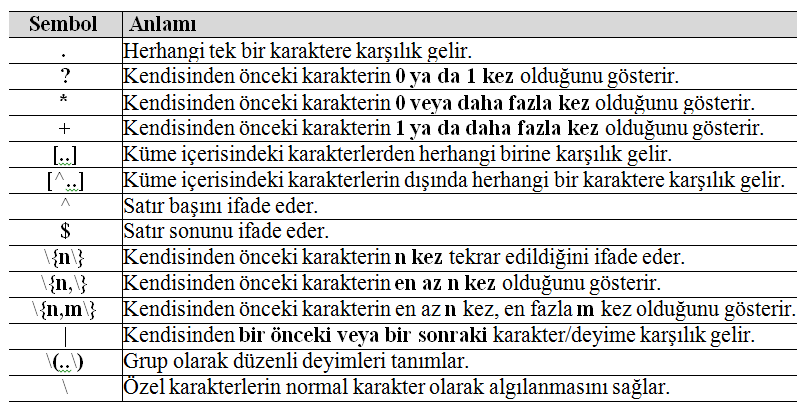 Sembol Anlamı
. Herhangi tek bir karaktere karşılık gelir.
? Kendisinden önceki karakterin 0 ya da 1 kez olduğunu gösterir.
* Kendisinden önceki karakterin 0 veya daha fazla kez olduğunu gösterir.
+ Kendisinden önceki karakterin 1 ya da daha fazla kez olduğunu gösterir.
[..] Küme içerisindeki karakterlerden herhangi birine karşılık gelir.
[^..] Küme içerisindeki karakterlerin dışında herhangi bir karaktere karşılık gelir.
^ Satır başını ifade eder.
$ Satır sonunu ifade eder.
\{n\} Kendisinden önceki karakterin n kez tekrar edildiğini ifade eder.
\{n,\} Kendisinden önceki karakterin en az n kez olduğunu gösterir.
\{n,m\} Kendisinden önceki karakterin en az n kez, en fazla m kez olduğunu gösterir.
| Kendisinden bir önceki veya bir sonraki karakter/deyime karşılık gelir.
\(..\) Grup olarak düzenli deyimleri tanımlar.
\ Özel karakterlerin normal karakter olarak algılanmasını sağlar.